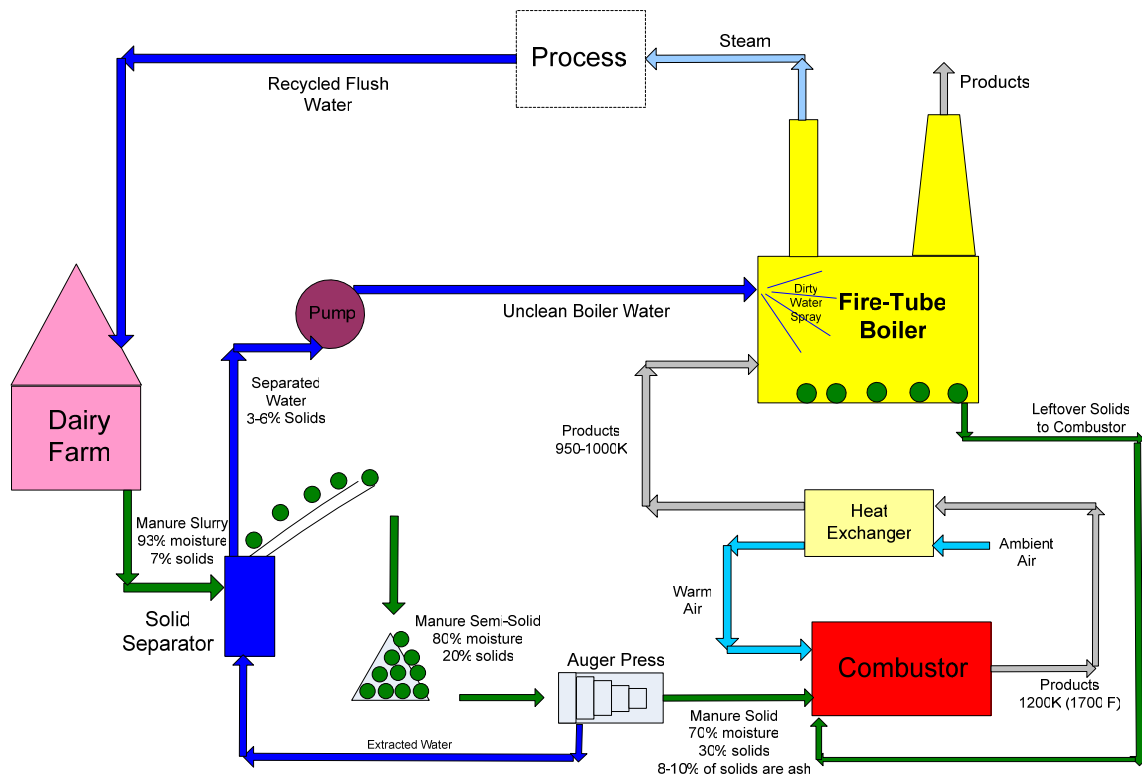 Process
Steam
Products
Recycled Flush
Water
Dirty
Water
Spray
Fire-Tube
Boiler
Pump
Unclean Boiler Water
Separated
Water
3-6% Solids
Dairy
Farm
Products
950-1000K
Leftover Solids
to Combustor
Manure Slurry
93% moisture
7% solids
Heat
Exchanger
Ambient
Air
Solid
Separator
Warm
Air
Manure Semi-Solid
80% moisture
20% solids
Auger Press
Combustor
Products
1200K (1700 F)
Manure Solid
70% moisture
30% solids
8-10% of solids are ash
Extracted Water